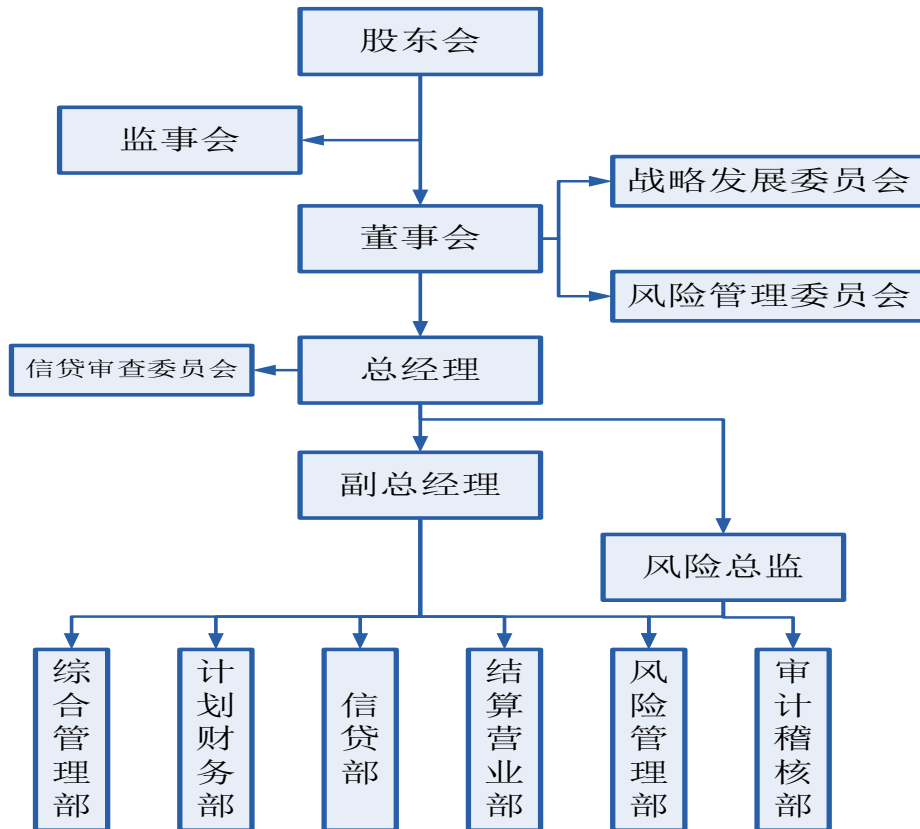 股东会
监事会
战略发展委员会
董事会
风险管理委员会
信贷审查委员会
总经理
副总经理
风险总监
综合管理部
计划财务部
信贷部
结算营业部
风险管理部
审计稽核部